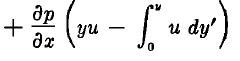 + ∂p/∂x ( yu − ∫₀ʸ u dy′ )